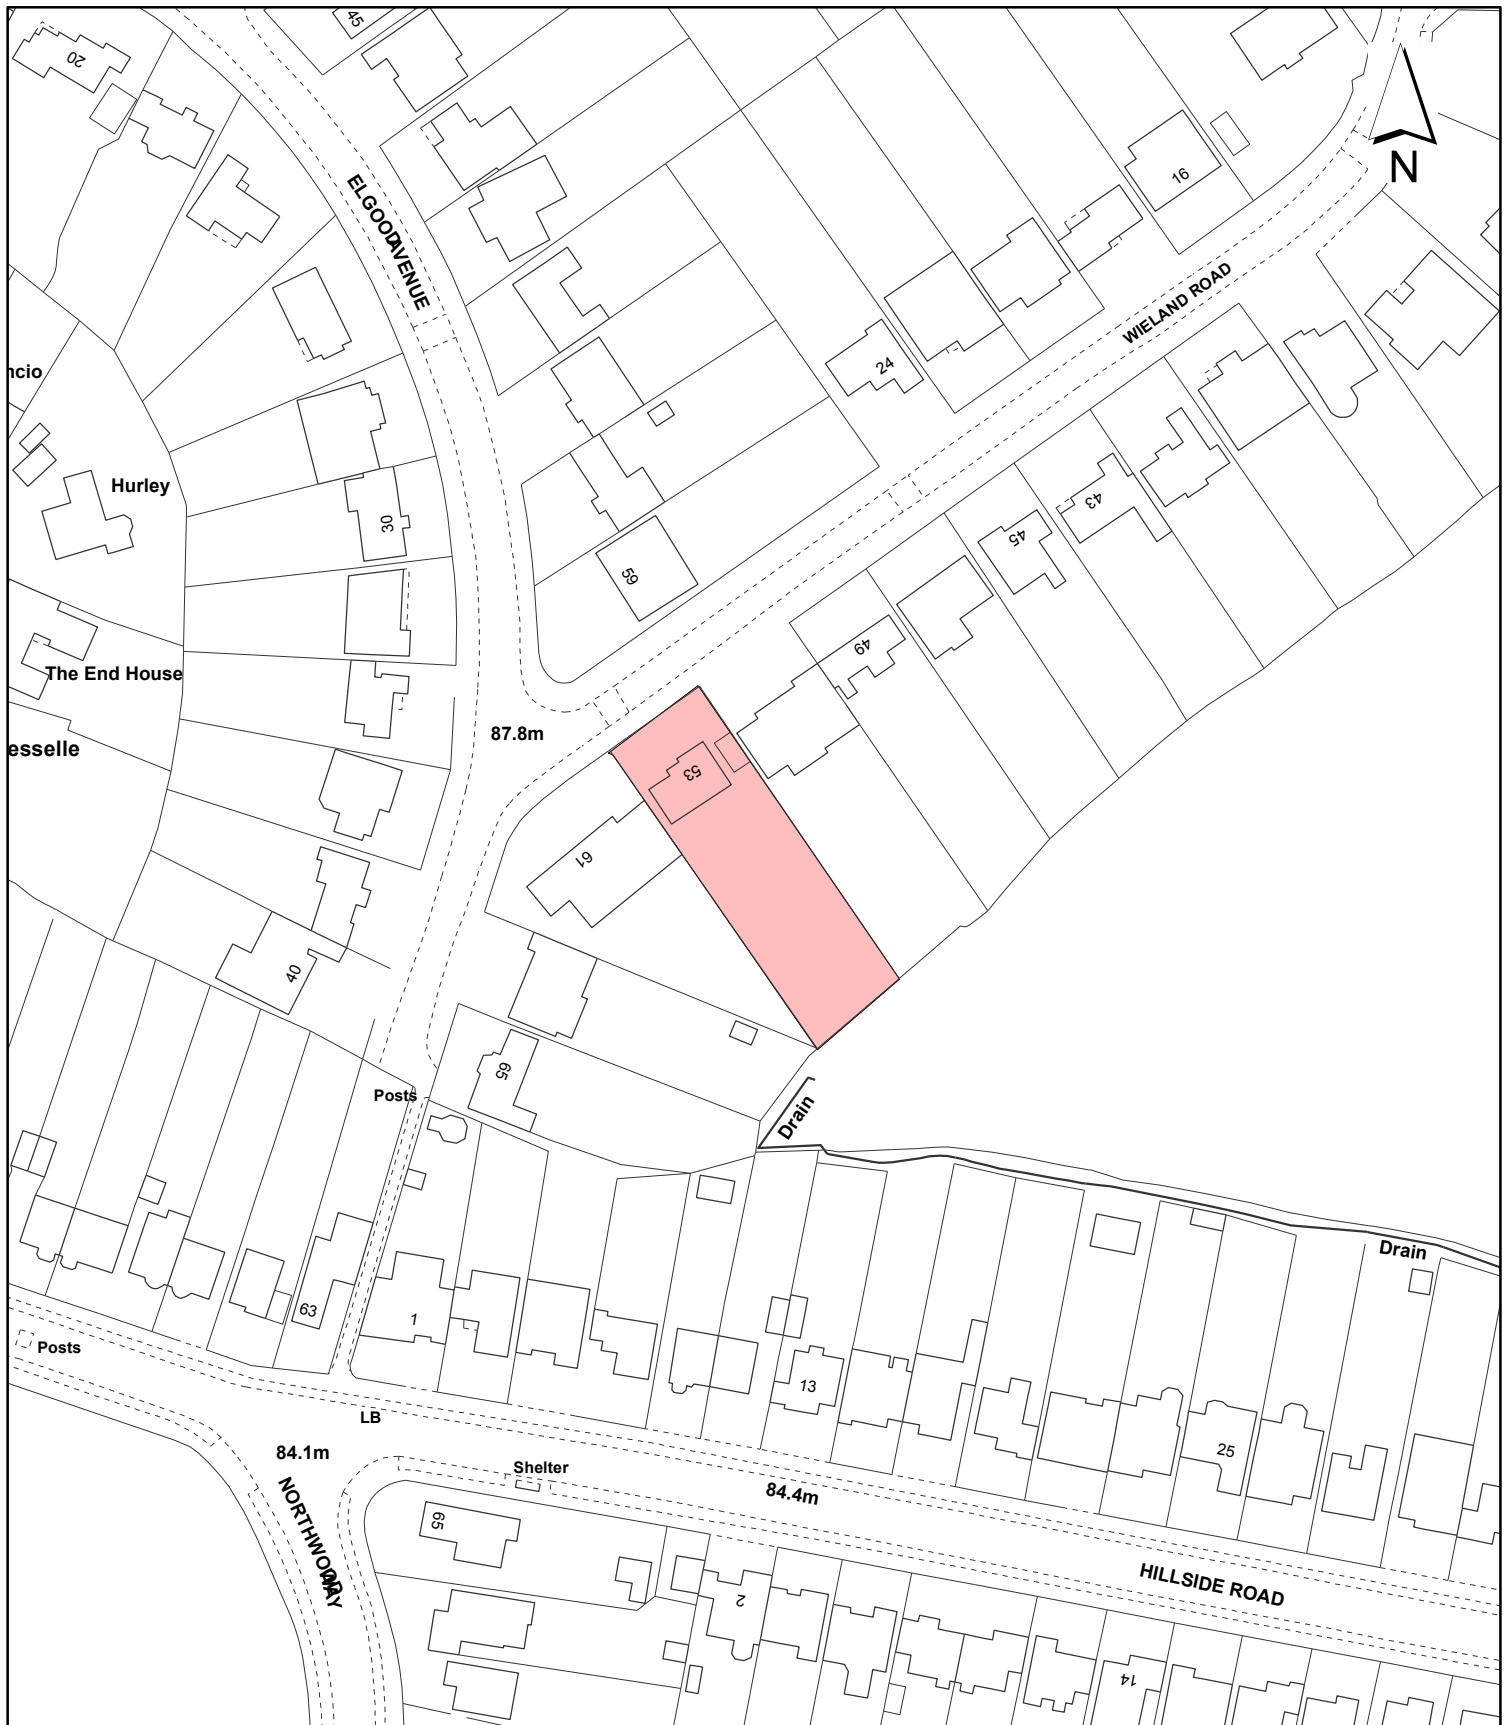 45
20
N
16
ELGOOD AVENUE
WIELAND ROAD
ncio
24
Hurley
43
30
45
59
49
The End House
87.8m
esselle
53
61
40
65
Posts
Drain
Drain
63
1
Posts
13
LB
25
84.1m
Shelter
84.4m
65
NORTHWOOD WAY
HILLSIDE ROAD
2
14